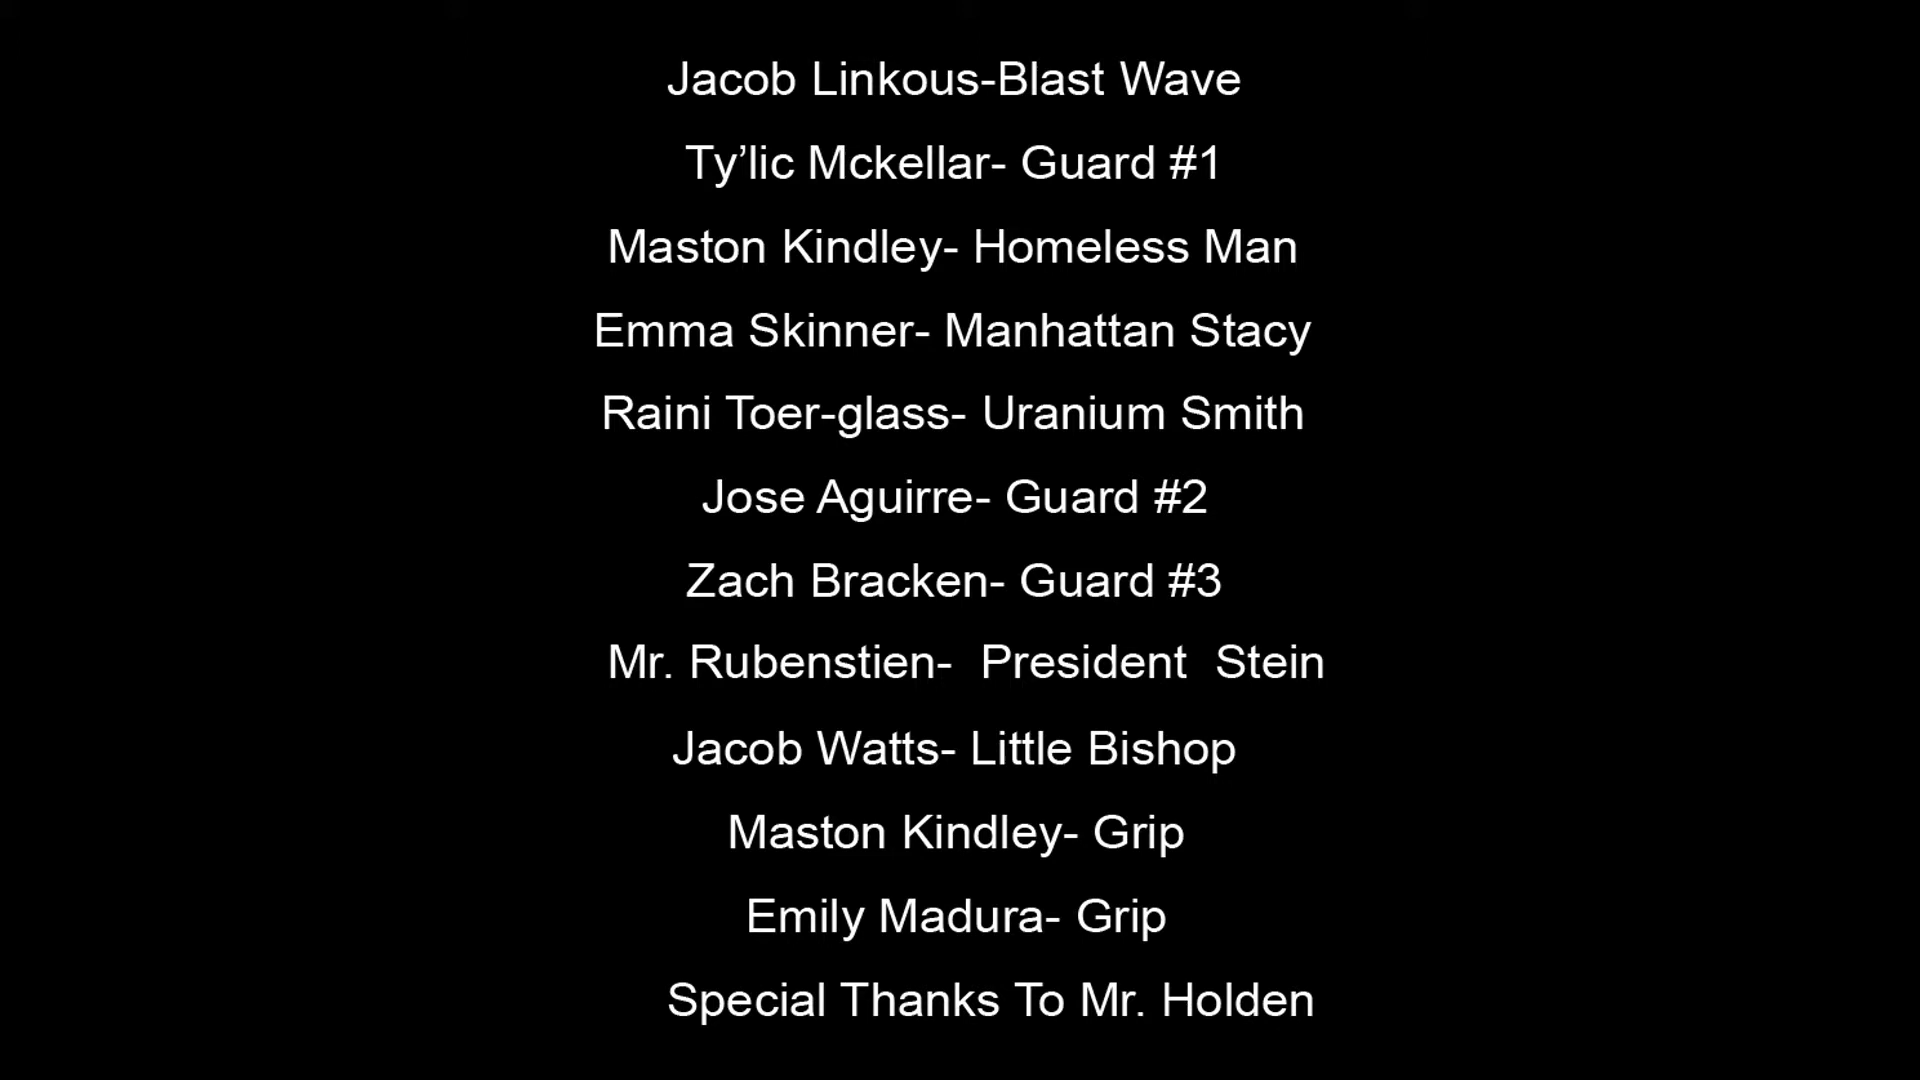 Jacob Linkous-Blast Wave
Ty’lic Mckellar- Guard #1
Maston Kindley- Homeless Man
Emma Skinner- Manhattan Stacy
Raini Toer-glass- Uranium Smith
Jose Aguirre- Guard #2
Zach Bracken- Guard #3
Mr. Rubenstien-  President  Stein
Jacob Watts- Little Bishop
Maston Kindley- Grip
Emily Madura- Grip
Special Thanks To Mr. Holden